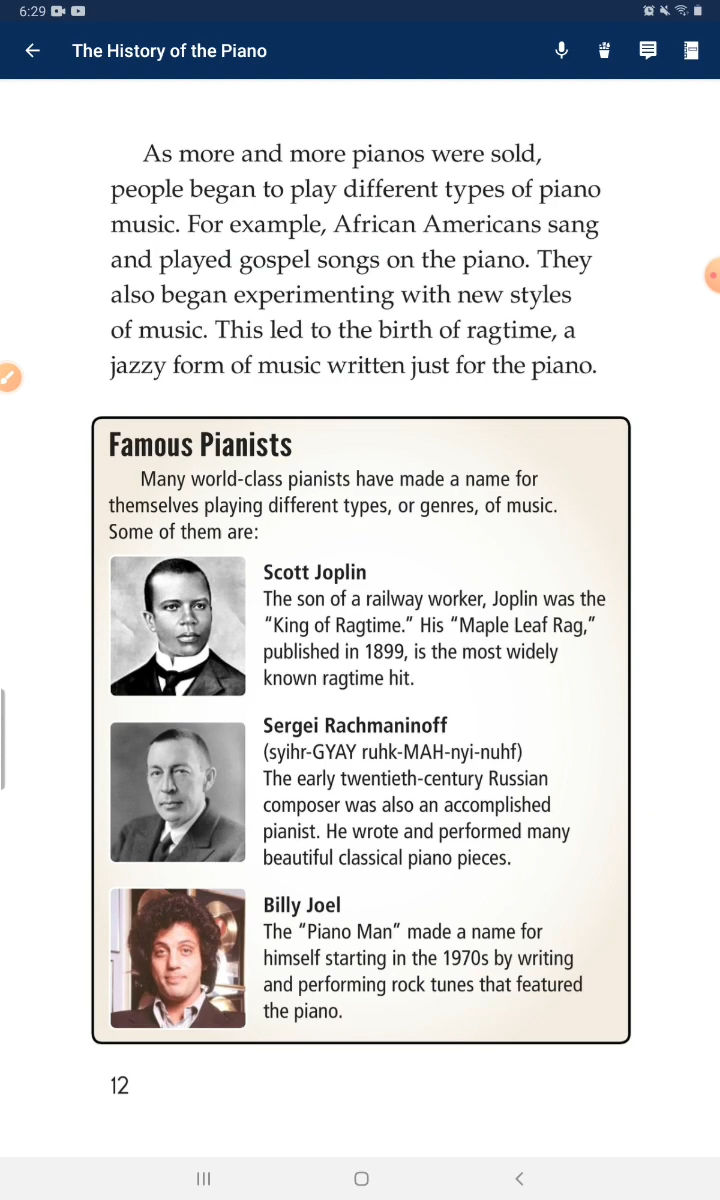 6:29
The History of the Piano
As more and more pianos were sold,
people began to play different types of piano
music. For example, African Americans sang
and played gospel songs on the piano. They
also began experimenting with new styles
of music. This led to the birth of ragtime, a
jazzy form of music written just for the piano.
Famous Pianists
Many world-class pianists have made a name for
themselves playing different types, or genres, of music.
Some of them are:
Scott Joplin
The son of a railway worker, Joplin was the
“King of Ragtime.” His “Maple Leaf Rag,”
published in 1899, is the most widely
known ragtime hit.
Sergei Rachmaninoff
(syihr-GYAY ruhk-MAH-nyi-nuhf)
The early twentieth-century Russian
composer was also an accomplished
pianist. He wrote and performed many
beautiful classical piano pieces.
Billy Joel
The “Piano Man” made a name for
himself starting in the 1970s by writing
and performing rock tunes that featured
the piano.
12